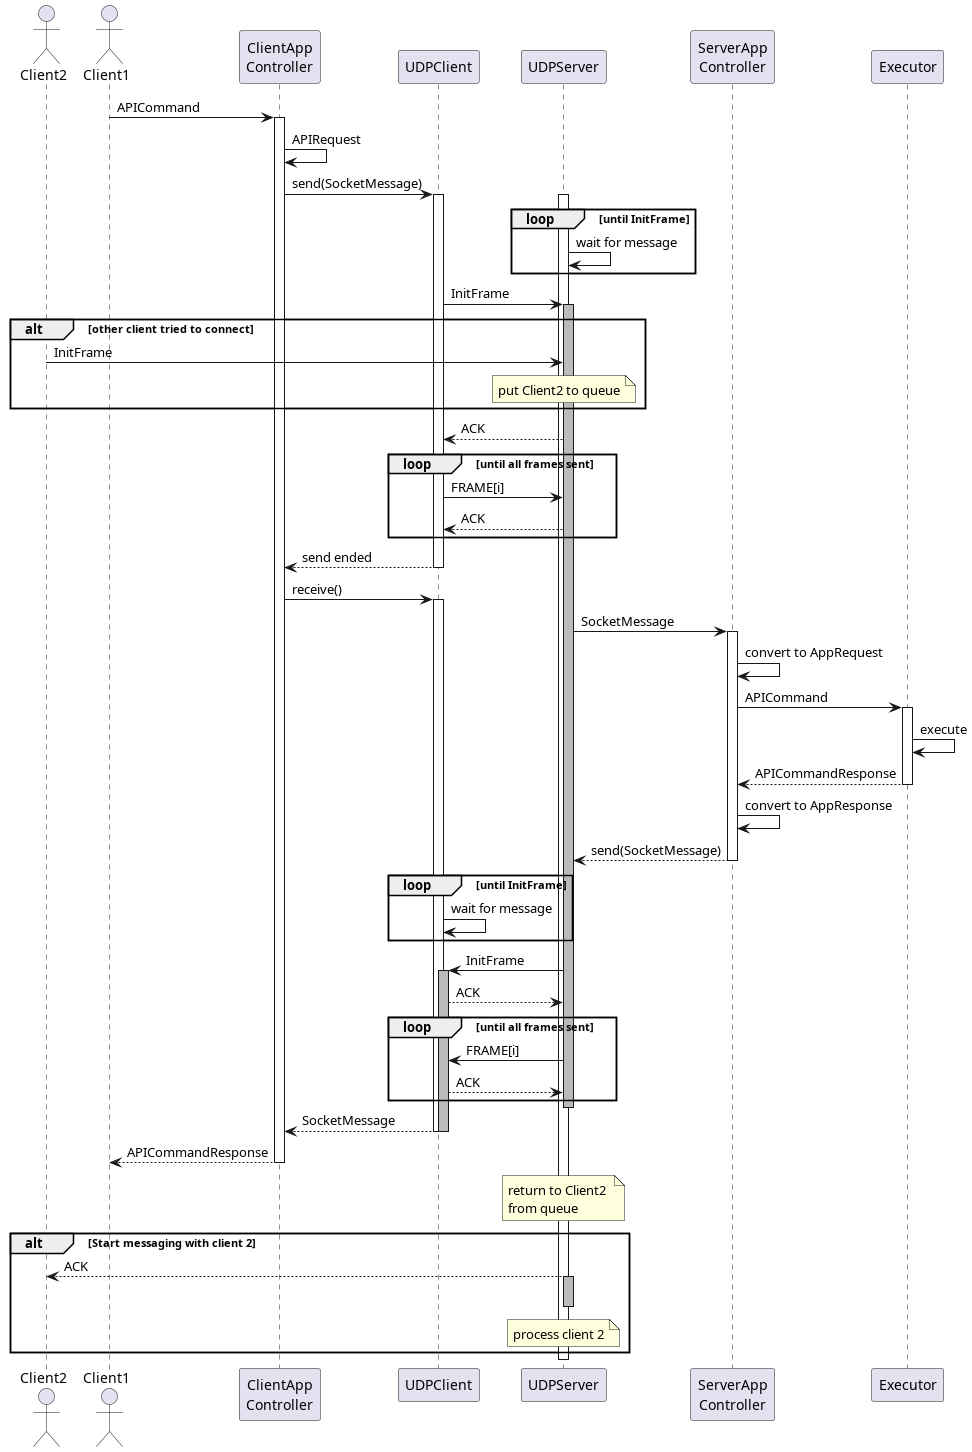 Client2
Client1
ClientApp
Controller
UDPClient
UDPServer
ServerApp
Controller
Executor
APICommand
APIRequest
send(SocketMessage)
loop [until InitFrame]
wait for message
InitFrame
alt [other client tried to connect]
InitFrame
put Client2 to queue
ACK
loop [until all frames sent]
FRAME[i]
ACK
send ended
receive()
SocketMessage
convert to AppRequest
APICommand
execute
APICommandResponse
convert to AppResponse
send(SocketMessage)
loop [until InitFrame]
wait for message
InitFrame
ACK
loop [until all frames sent]
FRAME[i]
ACK
SocketMessage
APICommandResponse
return to Client2
from queue
alt [Start messaging with client 2]
ACK
process client 2
Client2
Client1
ClientApp
Controller
UDPClient
UDPServer
ServerApp
Controller
Executor